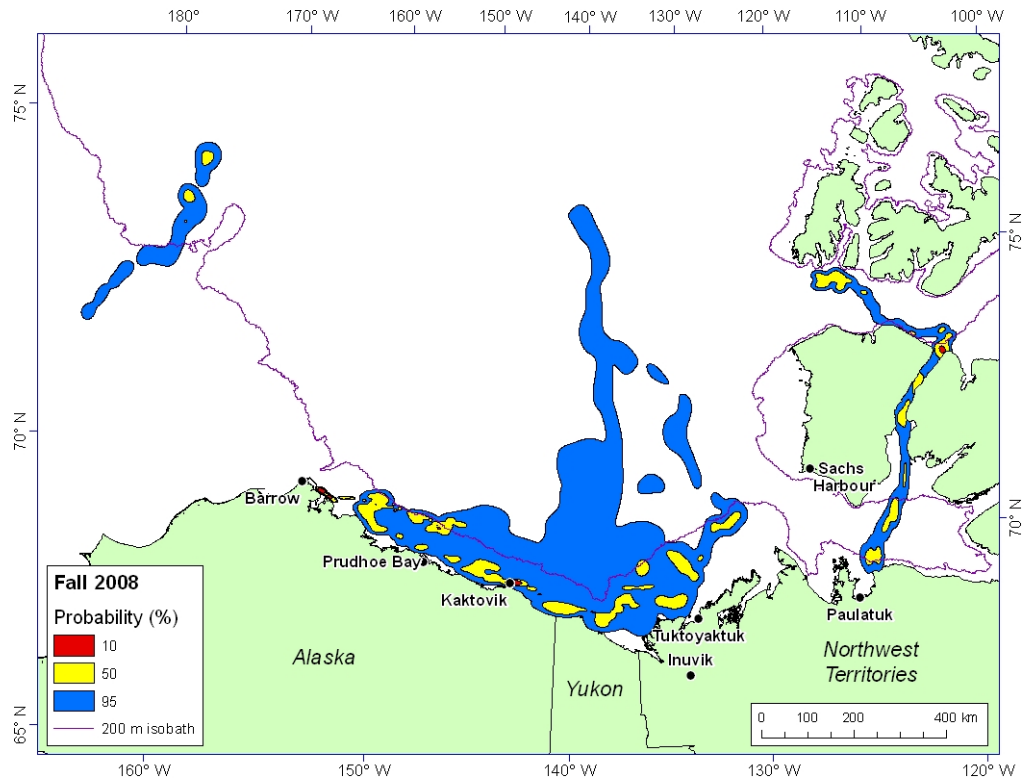 180° 170° W 160° W 150° W 140° W 130° W 120° W 110° W 100° W
75° N
75° N
70° N
Sachs
Harbour
Barrow
70° N
Prudhoe Bay
Kaktovik
Paulatuk
Tuktoyaktuk
Inuvik
Alaska
Yukon
Northwest
Territories
Fall 2008
Probability (%)
10
50
95
200 m isobath
0 100 200 400 km
65° N
160° W 150° W 140° W 130° W 120° W